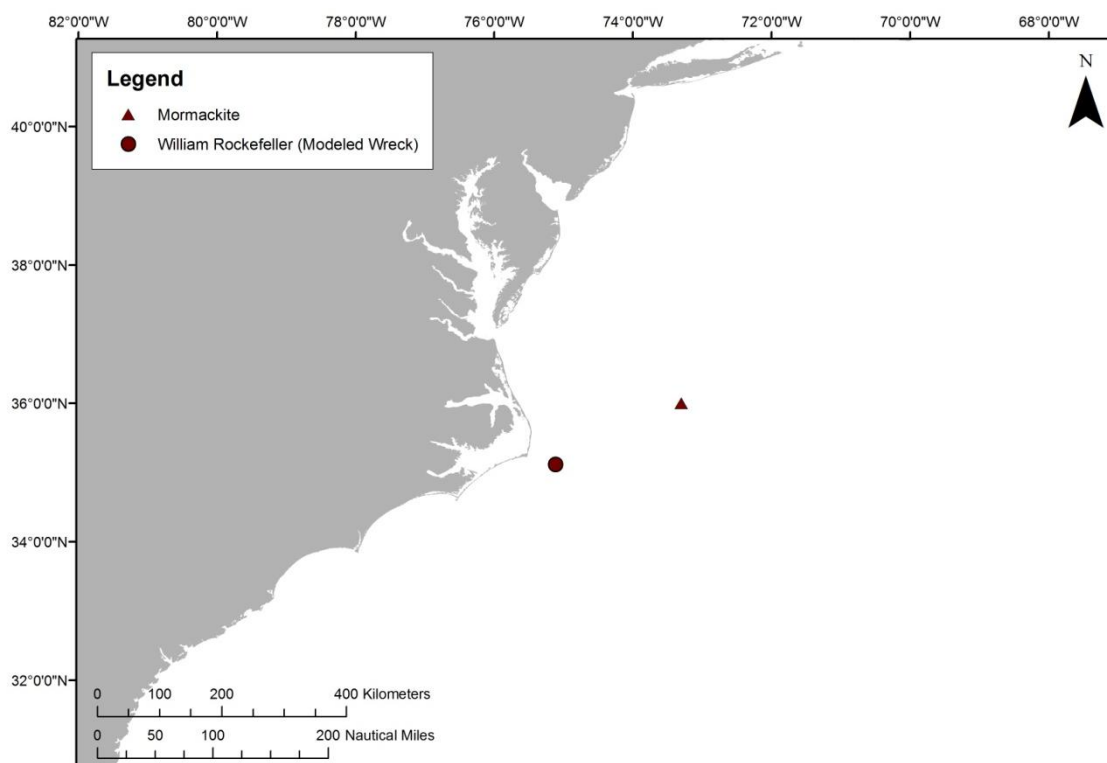 82°0'0"W 80°0'0"W 78°0'0"W 76°0'0"W 74°0'0"W 72°0'0"W 70°0'0"W 68°0'0"W
Legend
Mormackite
William Rockefeller (Modeled Wreck)
N
40°0'0"N
38°0'0"N
36°0'0"N
34°0'0"N
32°0'0"N
0 100 200 400 Kilometers
0 50 100 200 Nautical Miles